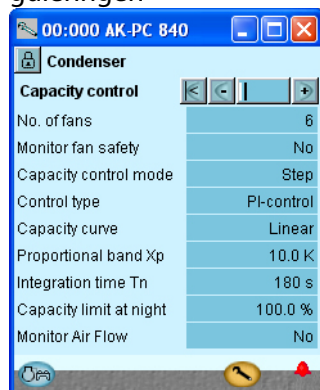 00:000 AK-PC 840
Condenser
Capacity control
No. of fans 6
Monitor fan safety No
Capacity control mode Step
Control type PI-control
Capacity curve Linear
Proportional band Xp 10.0 K
Integration time Tn 180 s
Capacity limit at night 100.0 %
Monitor Air Flow No